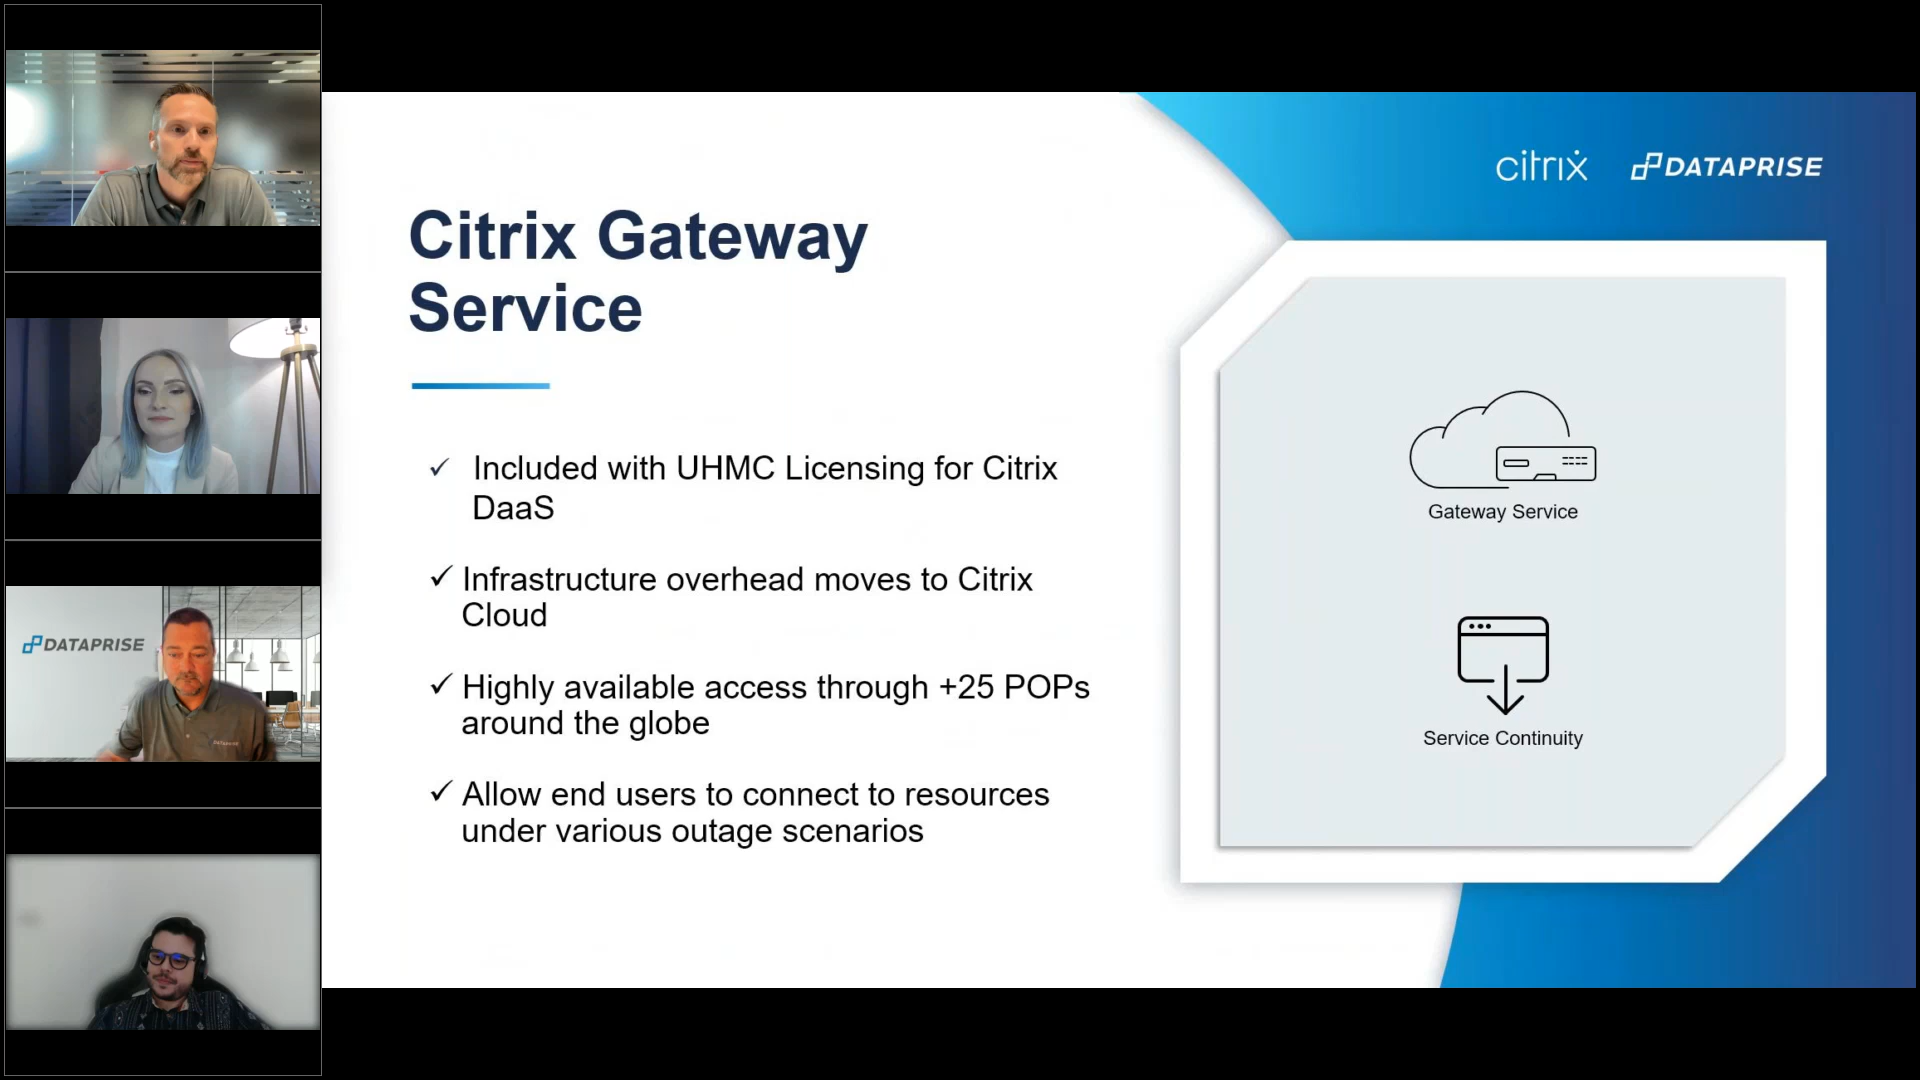 citrix DATAPRISE
Citrix Gateway
Service
✓ Included with UHMC Licensing for Citrix
DaaS
✓ Infrastructure overhead moves to Citrix
Cloud
✓ Highly available access through +25 POPs
around the globe
✓ Allow end users to connect to resources
under various outage scenarios
Gateway Service
Service Continuity
DATAPRISE
DATAPRISE